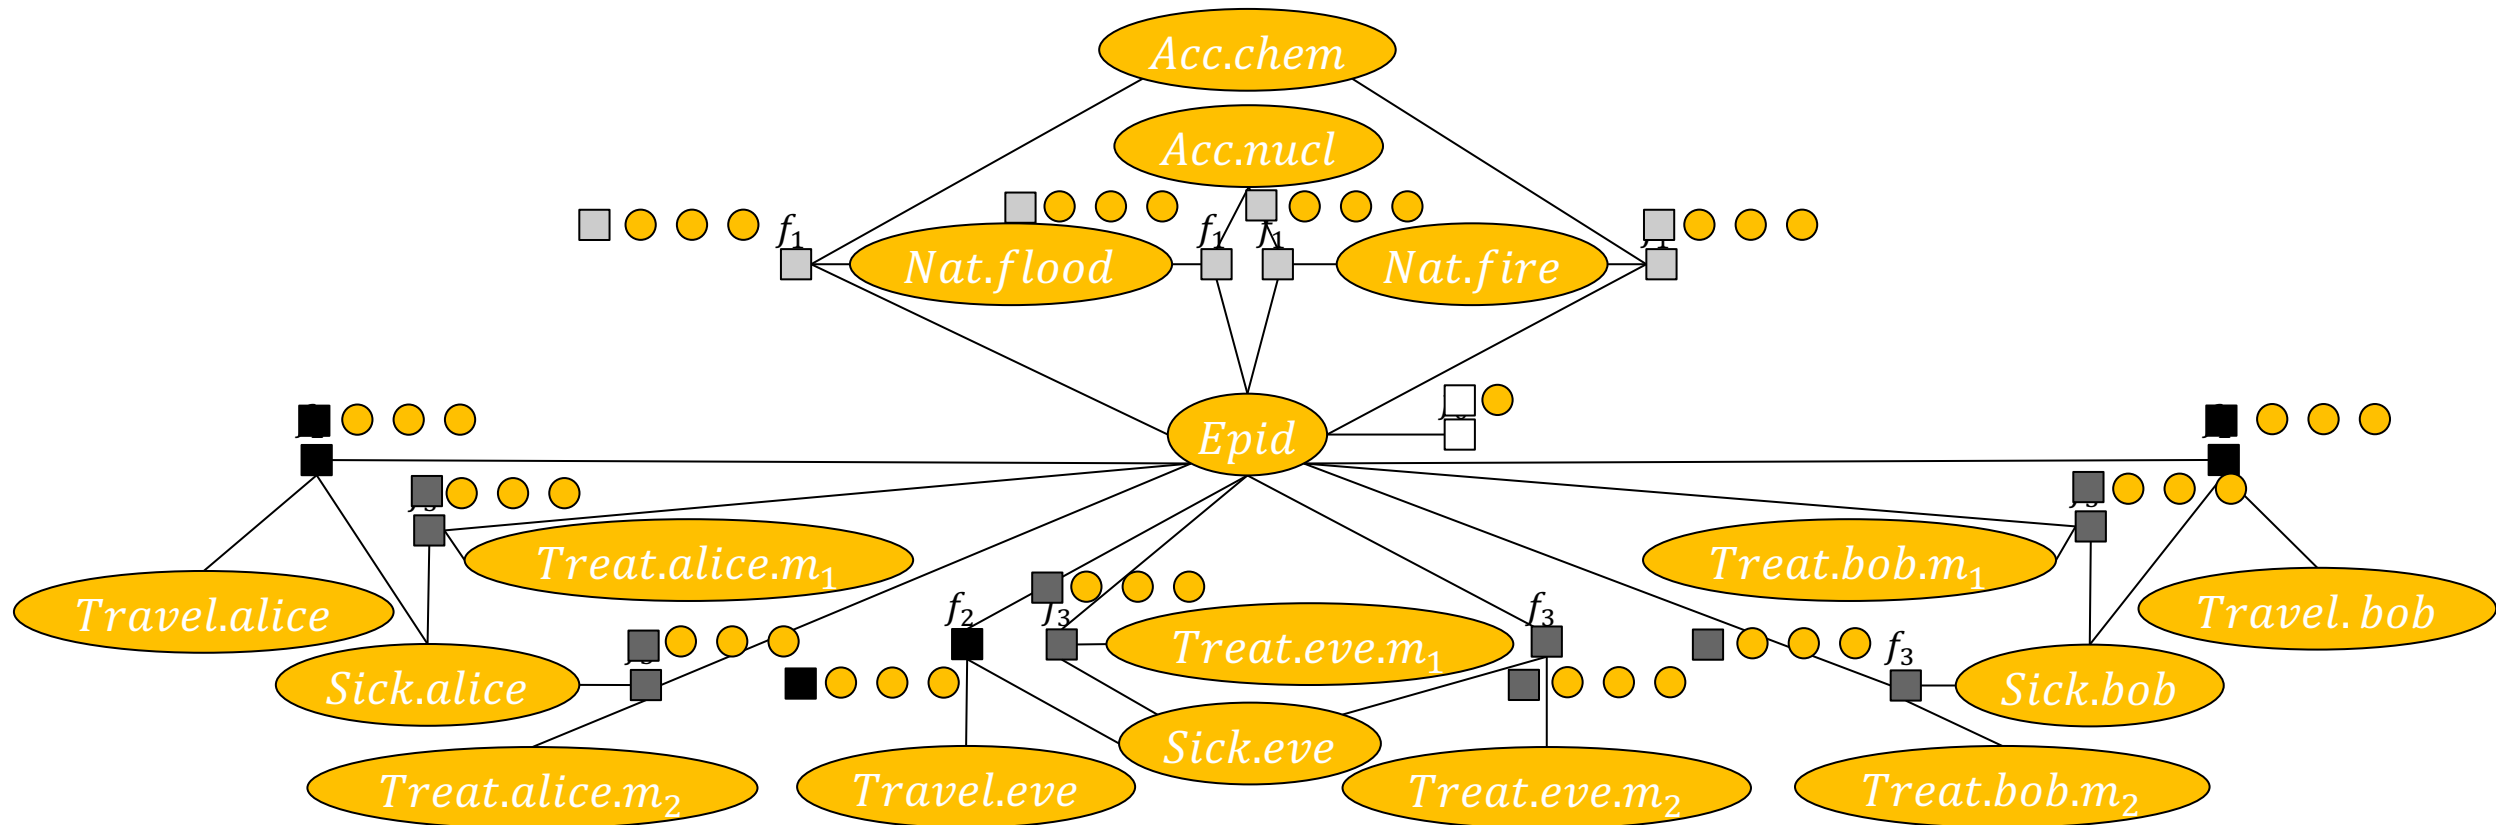 Acc.chem
Acc.nucl
f₁ f₁ f₁
Nat.flood Nat.fire
Epid
Treat.alice.m₁ Treat.bob.m₁
Travel.alice Travel. bob
f₂ f₃ f₃
Treat.eve.m₁ f₃
Sick.alice Sick.bob
Sick.eve
Treat.alice.m₂ Travel.eve Treat.eve.m₂ Treat.bob.m₂